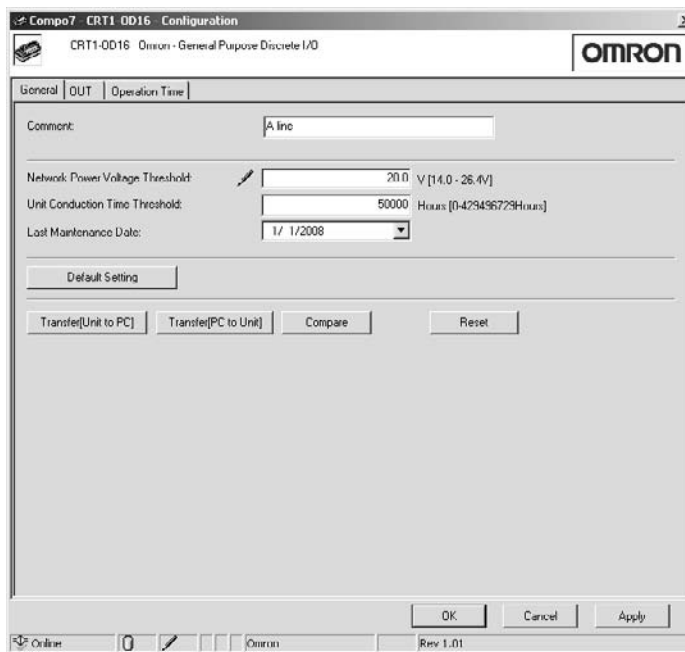 Compo7 - CRT1-OD16 - Configuration
CRT1-OD16 Omron - General Purpose Discrete I/O
OMRON
General OUT Operation Time
Comment: A line
Network Power Voltage Threshold: 20.0 V [14.0 - 26.4V]
Unit Conduction Time Threshold: 50000 Hours [0-429496729Hours]
Last Maintenance Date: 1/ 1/2008
Default Setting
Transfer[Unit to PC] Transfer[PC to Unit] Compare Reset
OK Cancel Apply
Online Omron Rev 1.01